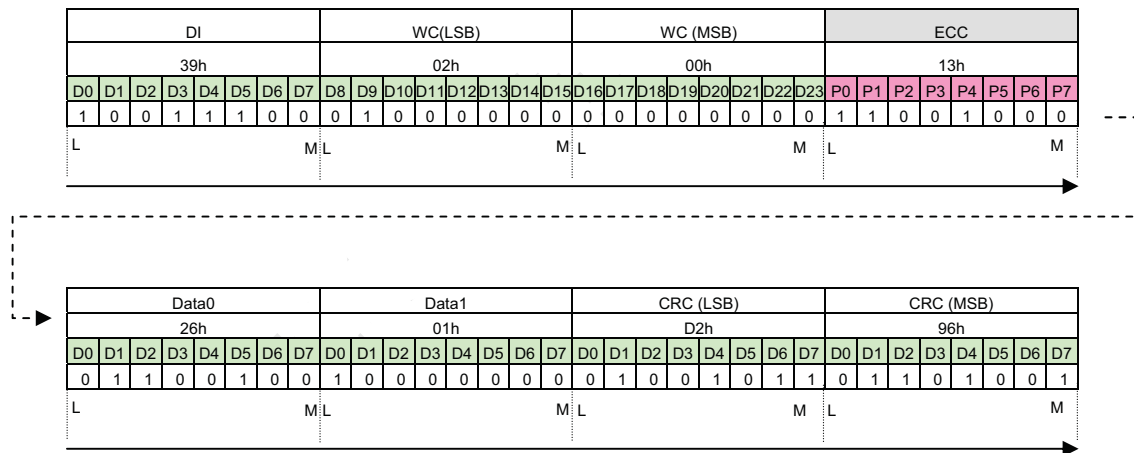 DI WC(LSB) WC (MSB) ECC
39h 02h 00h 13h
D0 D1 D2 D3 D4 D5 D6 D7 D8 D9 D10 D11 D12 D13 D14 D15 D16 D17 D18 D19 D20 D21 D22 D23 P0 P1 P2 P3 P4 P5 P6 P7
1 0 0 1 1 1 0 0 0 1 0 0 0 0 0 0 0 0 0 0 0 0 0 0 1 1 0 0 1 0 0 0
L M L M L M L M
Data0 Data1 CRC (LSB) CRC (MSB)
26h 01h D2h 96h
D0 D1 D2 D3 D4 D5 D6 D7 D0 D1 D2 D3 D4 D5 D6 D7 D0 D1 D2 D3 D4 D5 D6 D7 D0 D1 D2 D3 D4 D5 D6 D7
0 1 1 0 0 1 0 0 1 0 0 0 0 0 0 0 0 1 0 0 1 0 1 1 0 1 1 0 1 0 0 1
L M L M L M L M